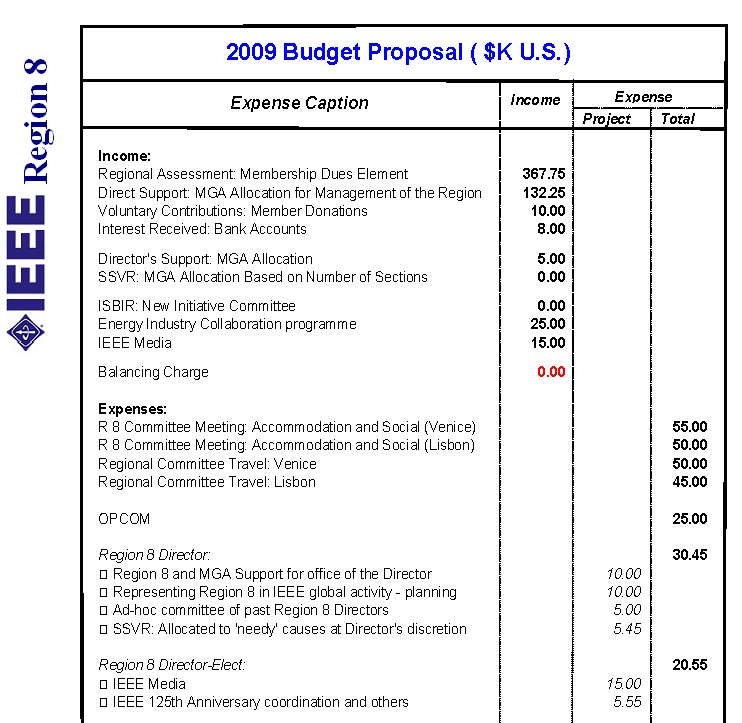 IEEE Region 8
2009 Budget Proposal ( $K U.S.)
Expense Caption Income Expense
Project Total
Income:
Regional Assessment: Membership Dues Element 367.75
Direct Support: MGA Allocation for Management of the Region 132.25
Voluntary Contributions: Member Donations 10.00
Interest Received: Bank Accounts 8.00
Director's Support: MGA Allocation 5.00
SSVR: MGA Allocation Based on Number of Sections 0.00
ISBIR: New Initiative Committee 0.00
Energy Industry Collaboration programme 25.00
IEEE Media 15.00
Balancing Charge 0.00
Expenses:
R 8 Committee Meeting: Accommodation and Social (Venice) 55.00
R 8 Committee Meeting: Accommodation and Social (Lisbon) 50.00
Regional Committee Travel: Venice 50.00
Regional Committee Travel: Lisbon 45.00
OPCOM 25.00
Region 8 Director: 30.45
Region 8 and MGA Support for office of the Director 10.00
Representing Region 8 in IEEE global activity - planning 10.00
Ad-hoc committee of past Region 8 Directors 5.00
SSVR: Allocated to 'needy' causes at Director's discretion 5.45
Region 8 Director-Elect: 20.55
IEEE Media 15.00
IEEE 125th Anniversary coordination and others 5.55